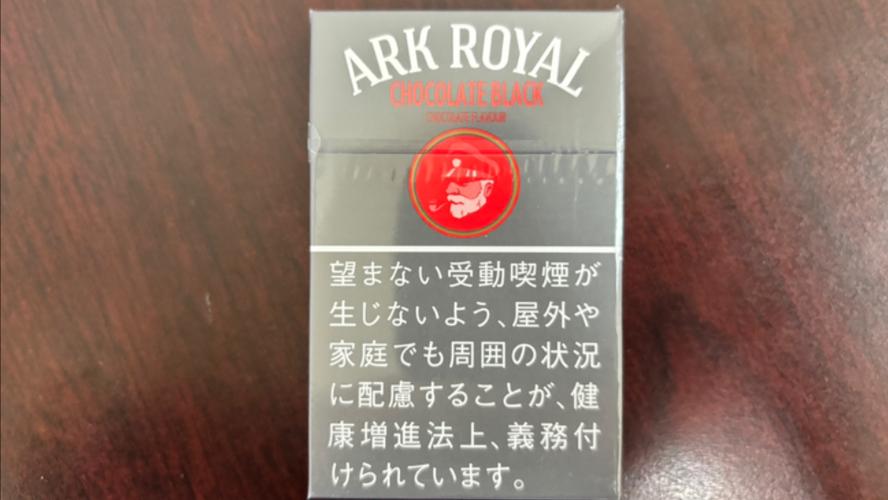 ARK ROYAL
CHOCOLATE BLACK
CHOCOLATE FLAVOUR
望まない受動喫煙が
生じないよう、屋外や
家庭でも周囲の状況
に配慮することが、健
康増進法上、義務付
けられています。